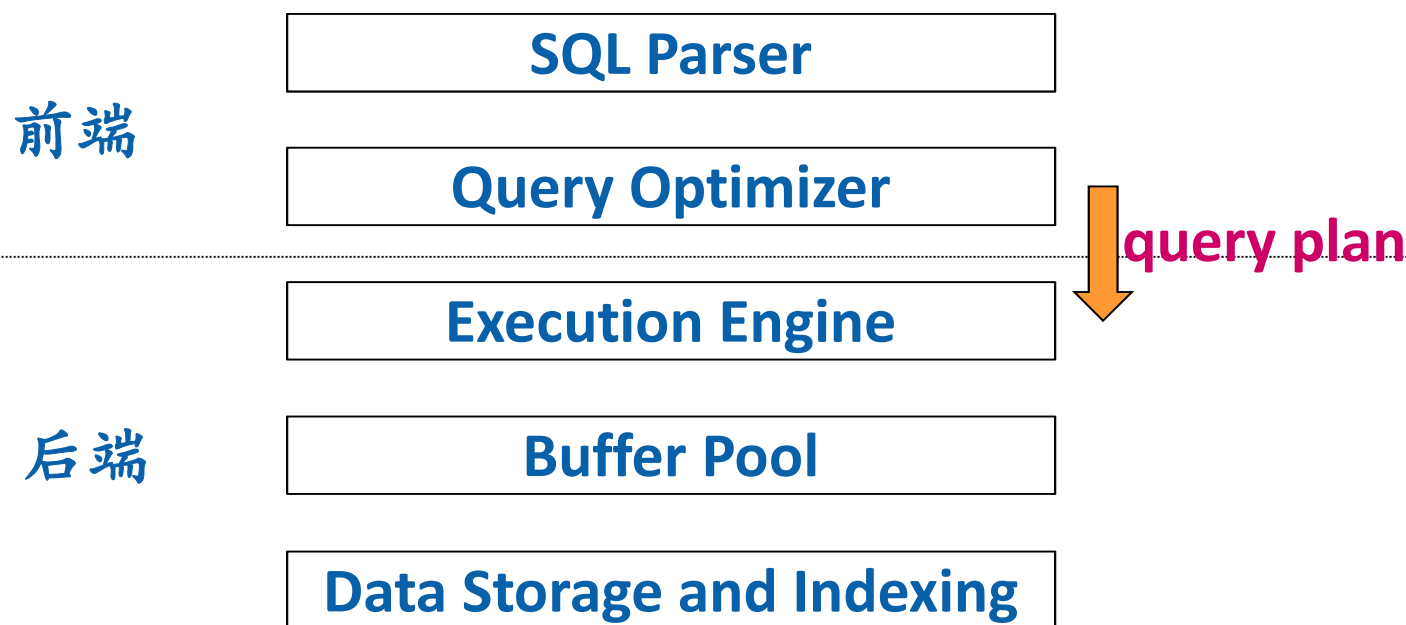 SQL Parser
前端
Query Optimizer
query plan
Execution Engine
后端
Buffer Pool
Data Storage and Indexing